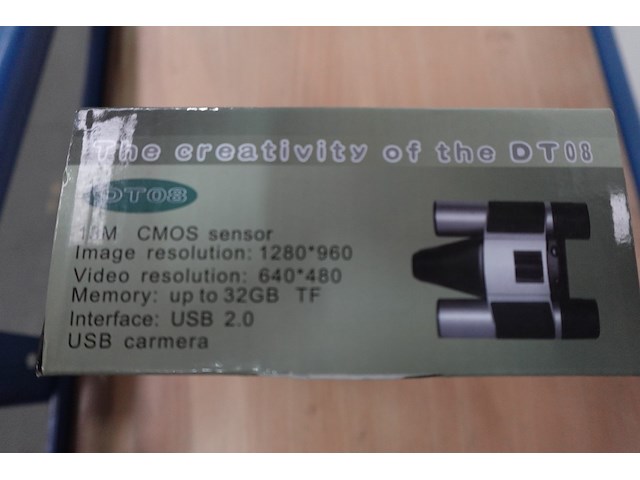 The creativity of the DT08
DT08
CMOS sensor
Image resolution: 1280*960
Video resolution: 640*480
Memory: up to 32GB TF
Interface: USB 2.0
USB carmera